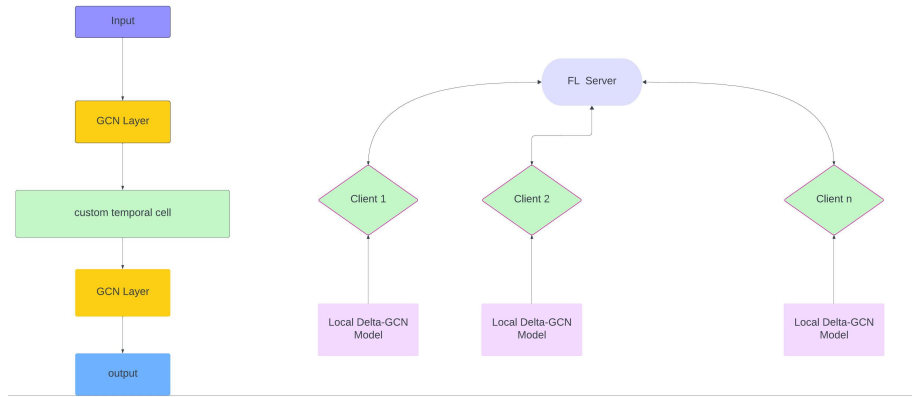 Input
GCN Layer
custom temporal cell
GCN Layer
output
FL Server
Client 1
Client 2
Client n
Local Delta-GCN
Model
Local Delta-GCN
Model
Local Delta-GCN
Model